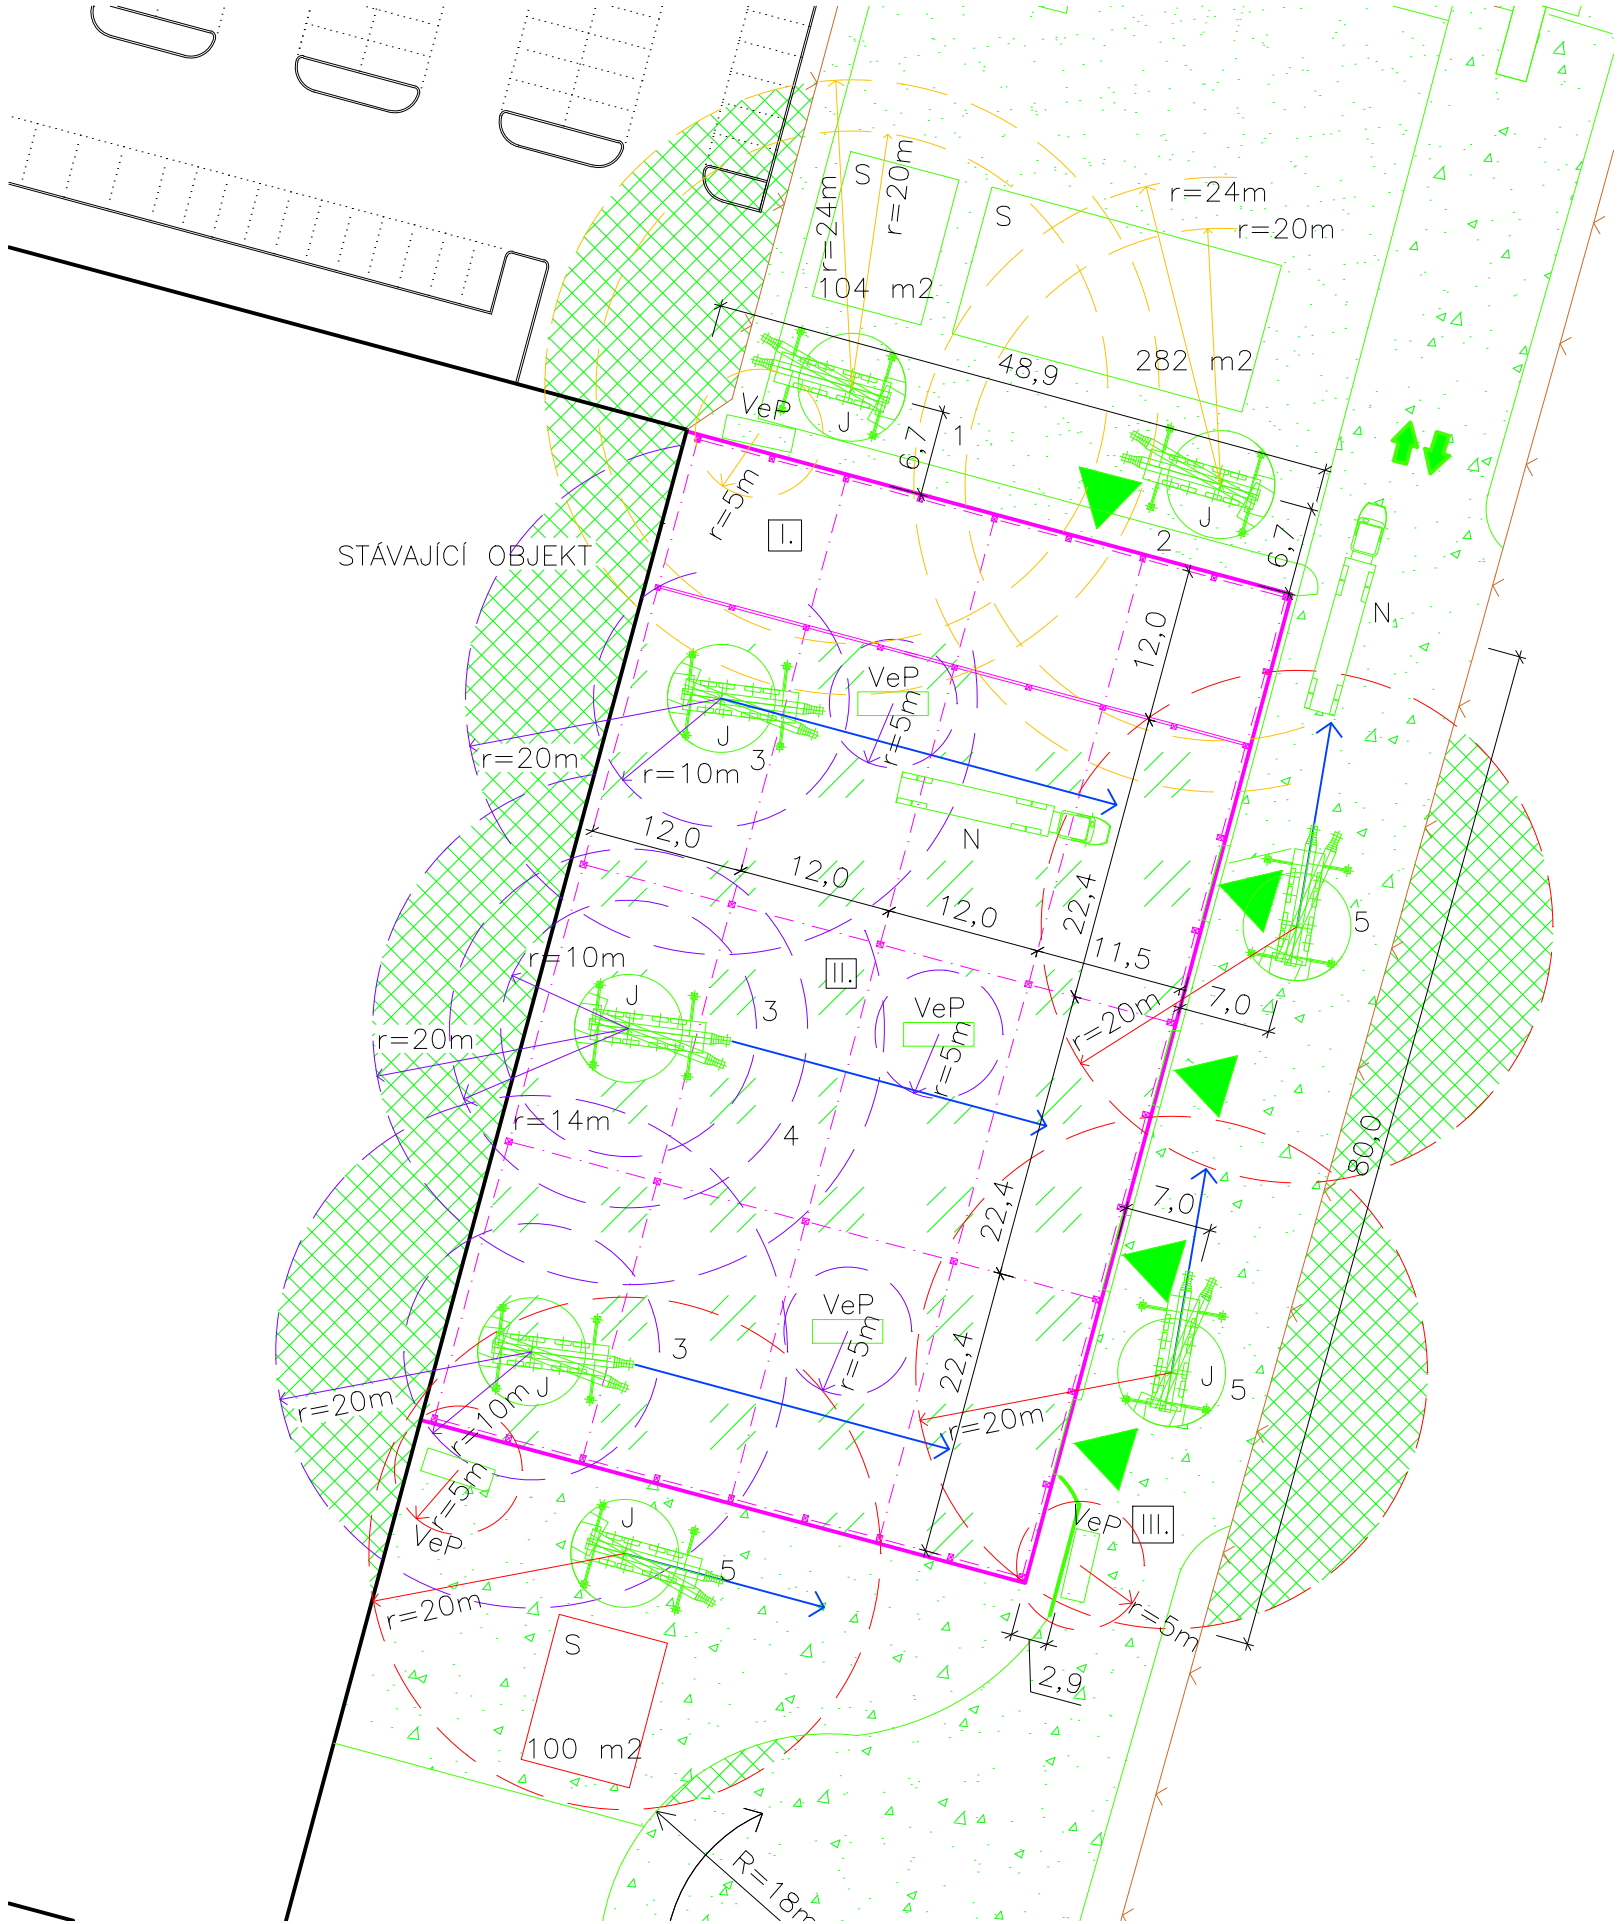 r=24m
r=20m
S
104 m2
S
r=24m
r=20m
282 m2
48,9
VeP
J
1
6,7
r=5m
I.
J
2
6,7
STÁVAJÍCÍ OBJEKT
N
12,0
VeP
r=5m
J
3
r=20m
r=10m
N
12,0
12,0
12,0
11,5
22,4
5
7,0
r=20m
r=10m
II.
J
3
VeP
r=5m
r=20m
r=14m
4
80,0
7,0
22,4
VeP
r=5m
3
J
r=20m
r=10m
22,4
J
5
r=20m
r=5m
VeP
J
5
VeP
III.
r=20m
r=5m
S
100 m2
2,9
R=18m